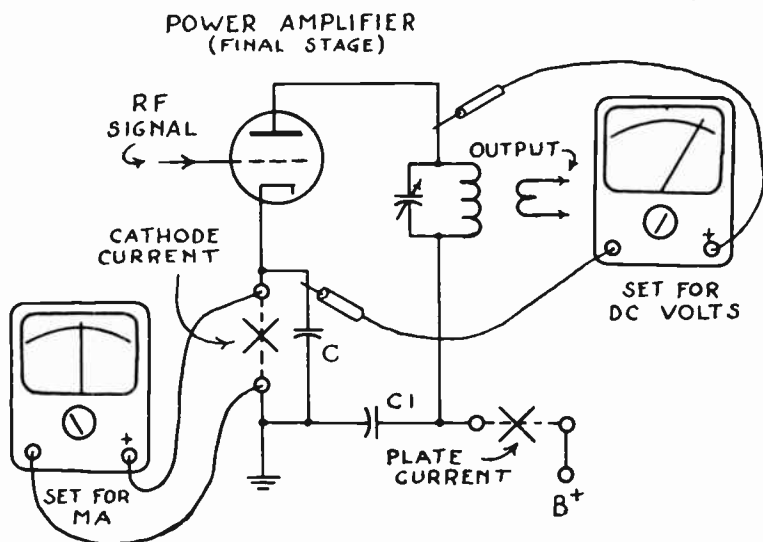 POWER AMPLIFIER
(FINAL STAGE)
RF
SIGNAL
OUTPUT
+
SET FOR
DC VOLTS
CATHODE
CURRENT
C
+
SET FOR
MA
C1
PLATE
CURRENT
B+